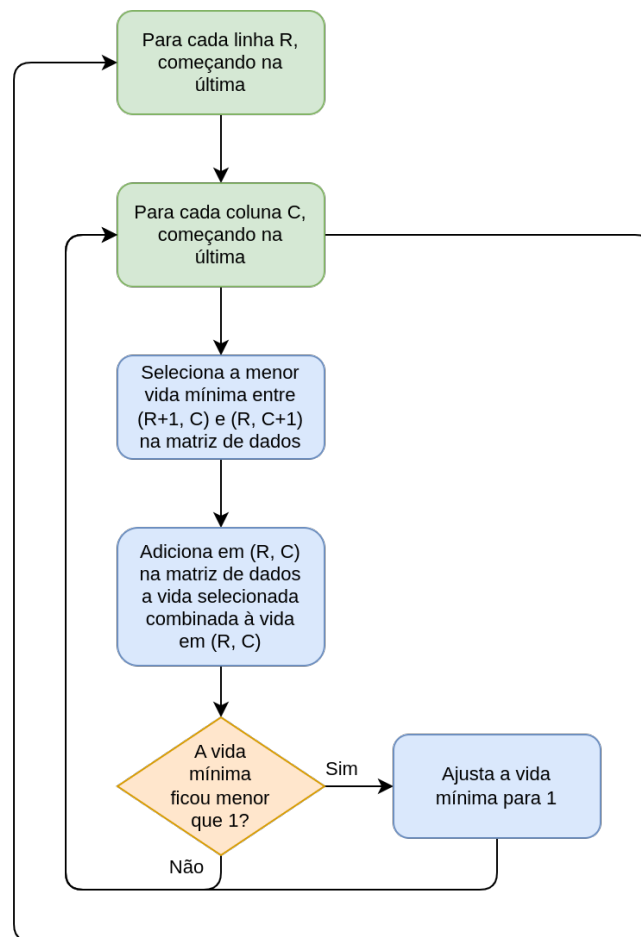 Para cada linha R,
começando na
última
Para cada coluna C,
começando na
última
Seleciona a menor
vida mínima entre
(R+1, C) e (R, C+1)
na matriz de dados
Adiciona em (R, C)
na matriz de dados
a vida selecionada
combinada à vida
em (R, C)
A vida
mínima
ficou menor
que 1?
Sim
Ajusta a vida
mínima para 1
Não